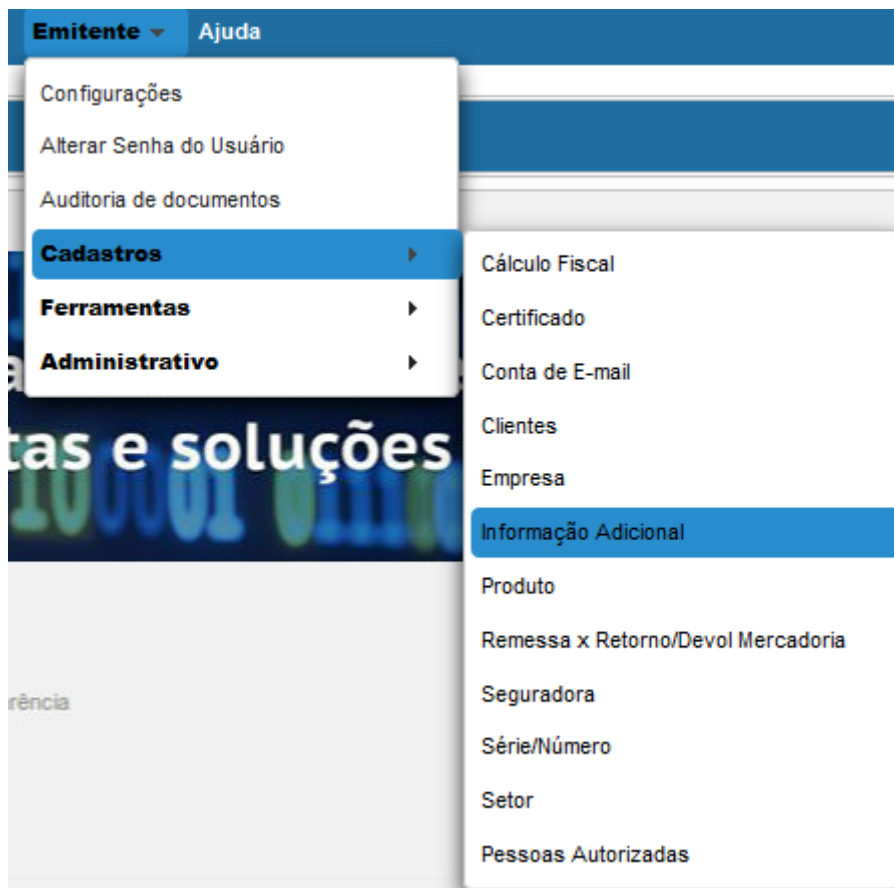 Emitente Ajuda
Configurações
Alterar Senha do Usuário
Auditoria de documentos
Cadastros
Ferramentas
Administrativo
Cálculo Fiscal
Certificado
Conta de E-mail
Clientes
Empresa
Informação Adicional
Produto
Remessa x Retorno/Devol Mercadoria
Seguradora
Série/Número
Setor
Pessoas Autorizadas
tas e soluções
rência